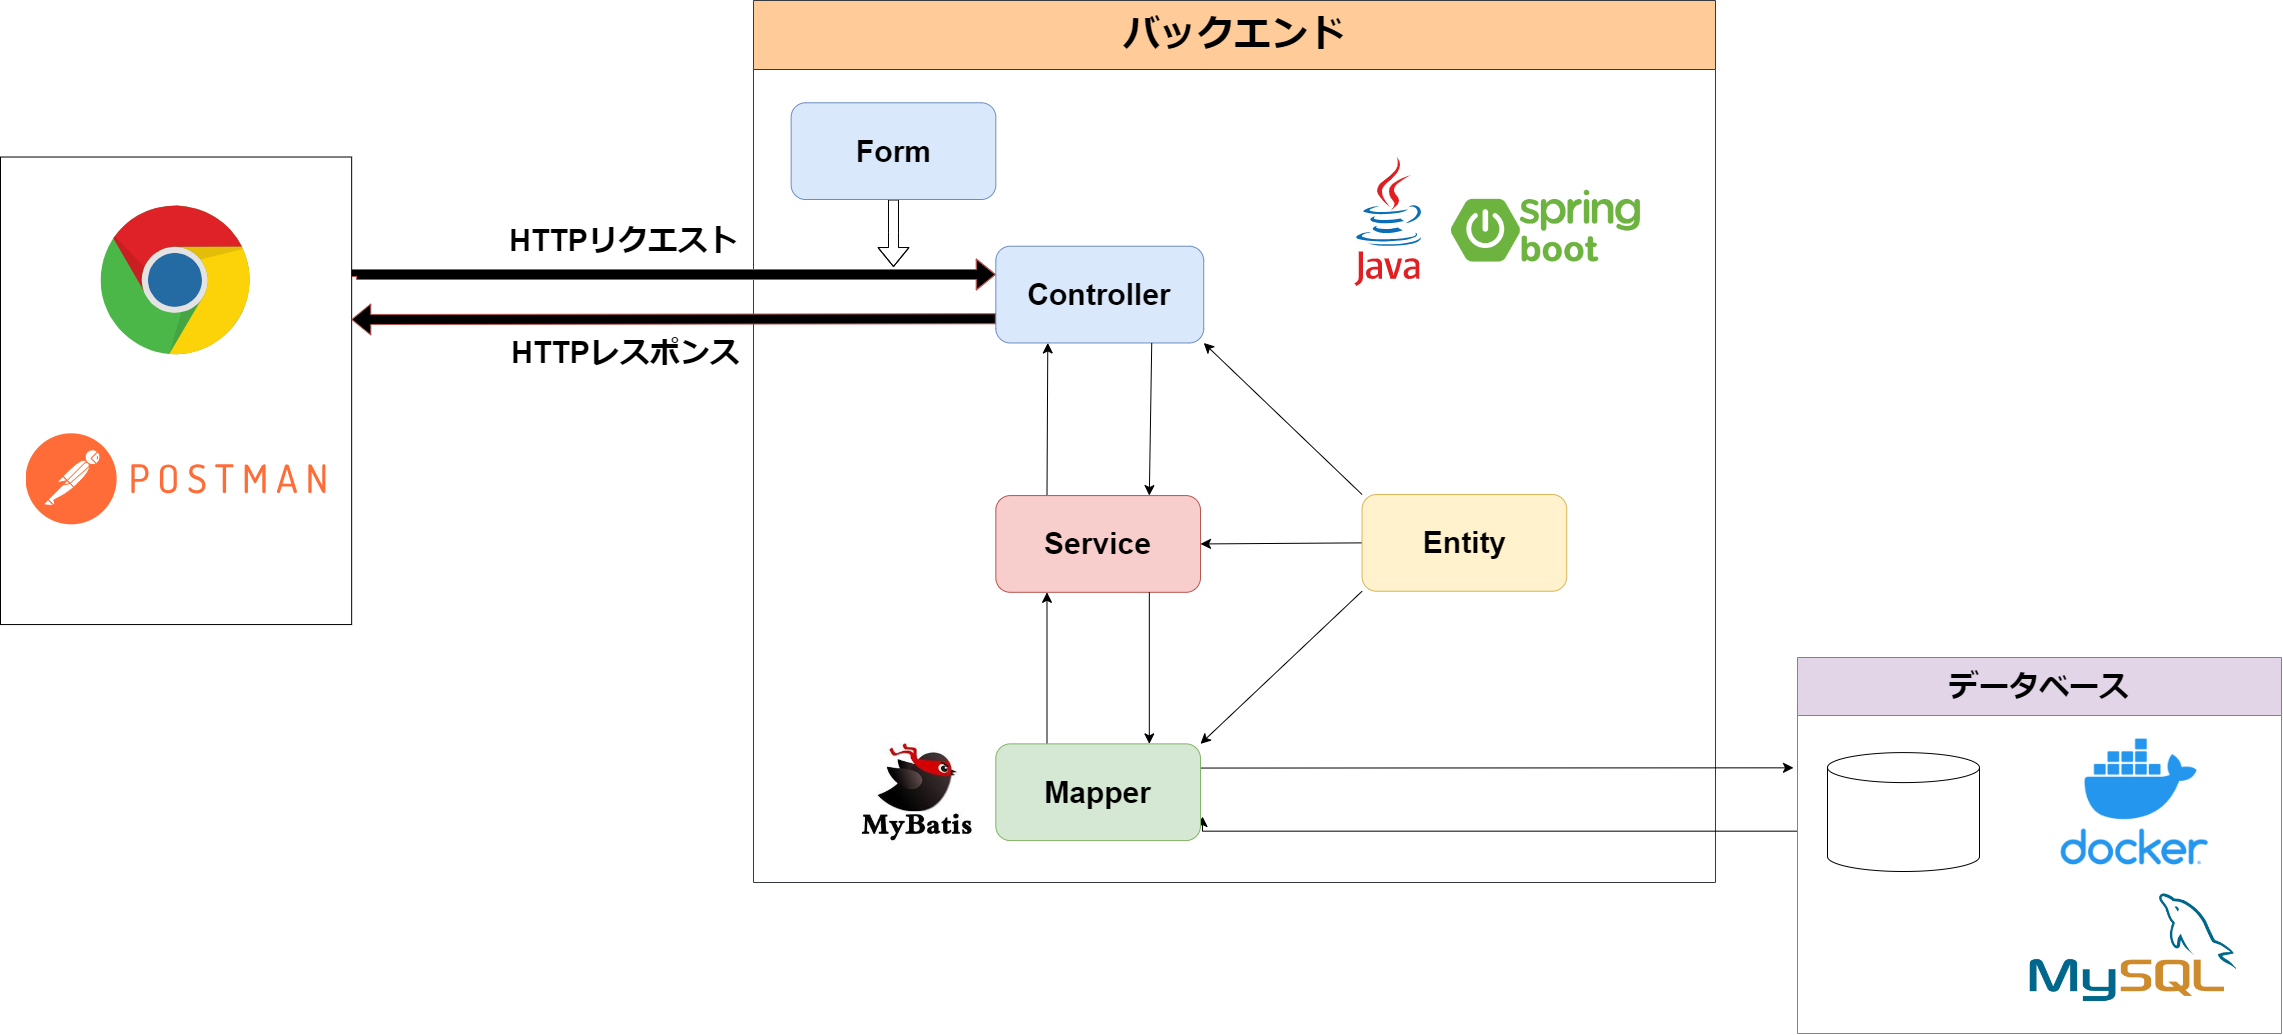 バックエンド
Form
HTTPリクエスト
Controller
HTTPレスポンス
Java
spring
boot
POSTMAN
Service
Entity
データベース
Mapper
MyBatis
docker
MySQL